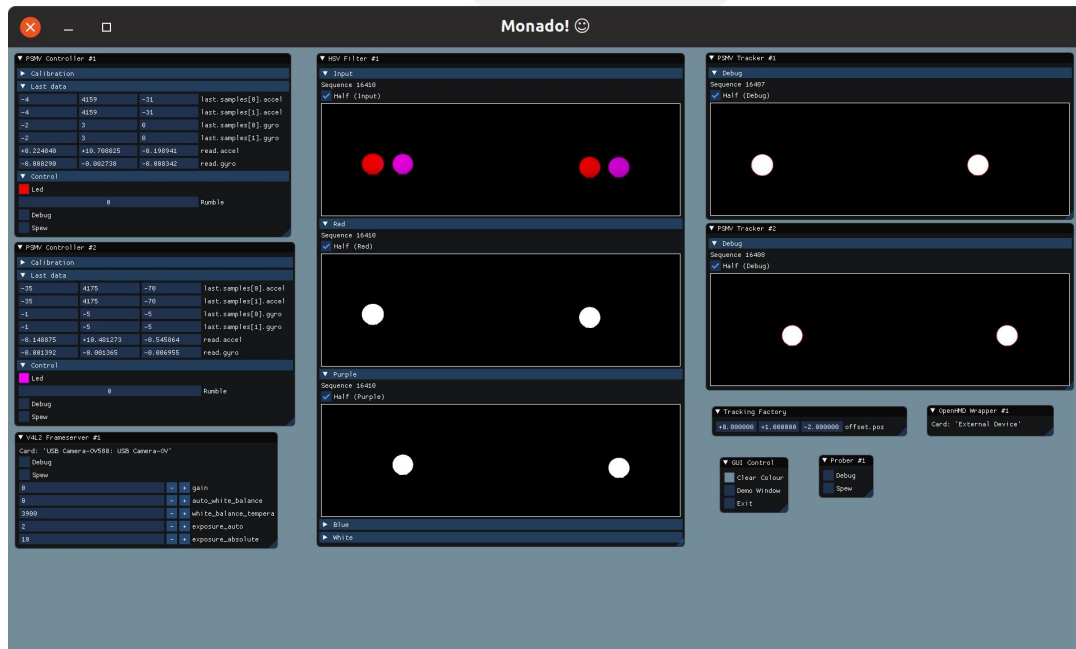 Monado! ☺
▼ PSMV Controller #1
▶ Calibration
▼ Last data
-4 4159 -31 last.samples[0].accel
-4 4159 -31 last.samples[1].accel
-2 3 0 last.samples[0].gyro
-2 3 0 last.samples[1].gyro
+0.224840 +10.708025 -0.198941 read.accel
-0.008290 -0.002738 -0.008342 read.gyro
▼ Control
Led
0 Rumble
Debug
Spew
▼ PSMV Controller #2
▶ Calibration
▼ Last data
-35 4175 -70 last.samples[0].accel
-35 4175 -70 last.samples[1].accel
-1 -5 -5 last.samples[0].gyro
-1 -5 -5 last.samples[1].gyro
-0.148875 +10.481273 -0.545864 read.accel
-0.001392 -0.001365 -0.006955 read.gyro
▼ Control
Led
0 Rumble
Debug
Spew
▼ V4L2 Frameserver #1
Card: 'USB Camera-OV580: USB Camera-OV'
Debug
Spew
0 - + gain
0 - + auto_white_balance
3900 - + white_balance_tempera
2 - + exposure_auto
10 - + exposure_absolute
▼ HSV Filter #1
▼ Input
Sequence 16410
Half (Input)
▼ Red
Sequence 16410
Half (Red)
▼ Purple
Sequence 16410
Half (Purple)
▶ Blue
▶ White
▼ PSMV Tracker #1
▼ Debug
Sequence 16407
Half (Debug)
▼ PSMV Tracker #2
▼ Debug
Sequence 16408
Half (Debug)
▼ Tracking Factory
+0.000000 +1.000000 -2.000000 offset.pos
▼ OpenHMD Wrapper #1
Card: 'External Device'
▼ GUI Control
Clear Colour
Demo Window
Exit
▼ Prober #1
Debug
Spew